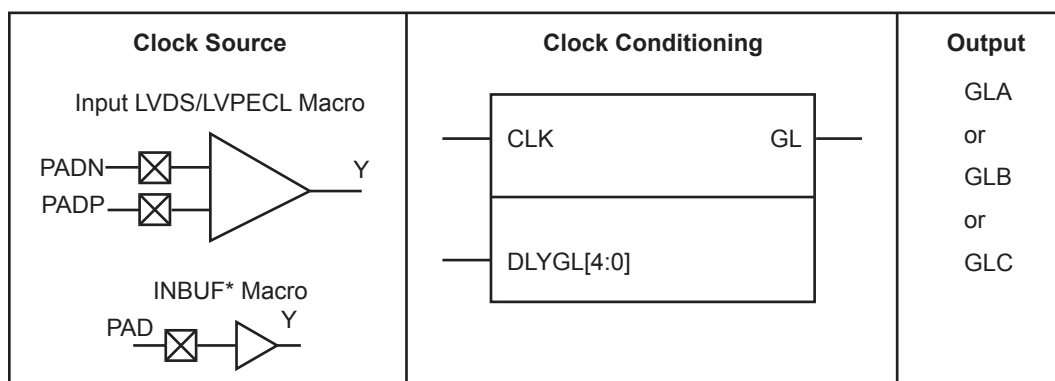 Clock Source
Input LVDS/LVPECL Macro
PADN
PADP
Y
INBUF* Macro
PAD
Y
Clock Conditioning
CLK
GL
DLYGL[4:0]
Output
GLA
or
GLB
or
GLC